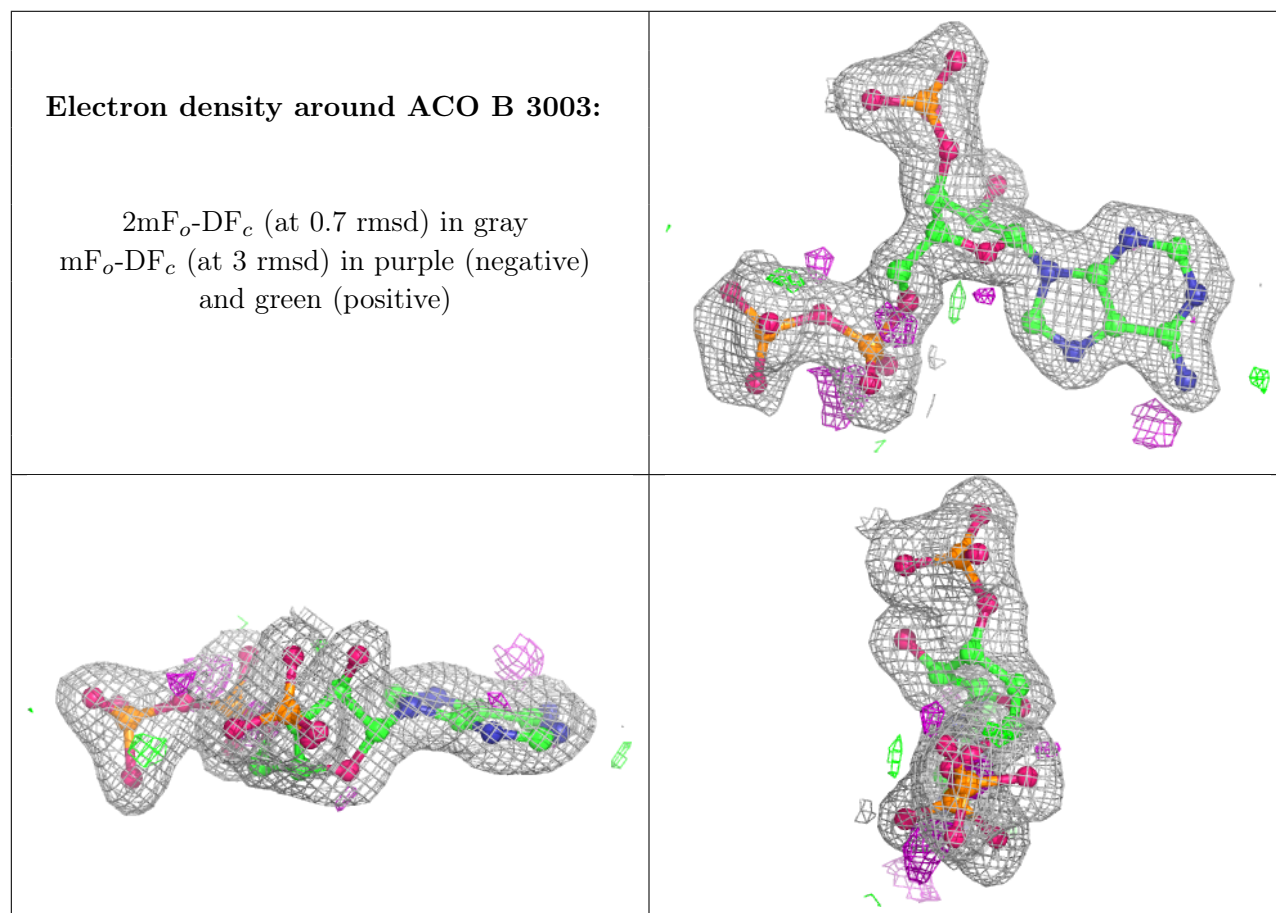 Electron density around ACO B 3003:
2mFo-DFc (at 0.7 rmsd) in gray
mFo-DFc (at 3 rmsd) in purple (negative)
and green (positive)